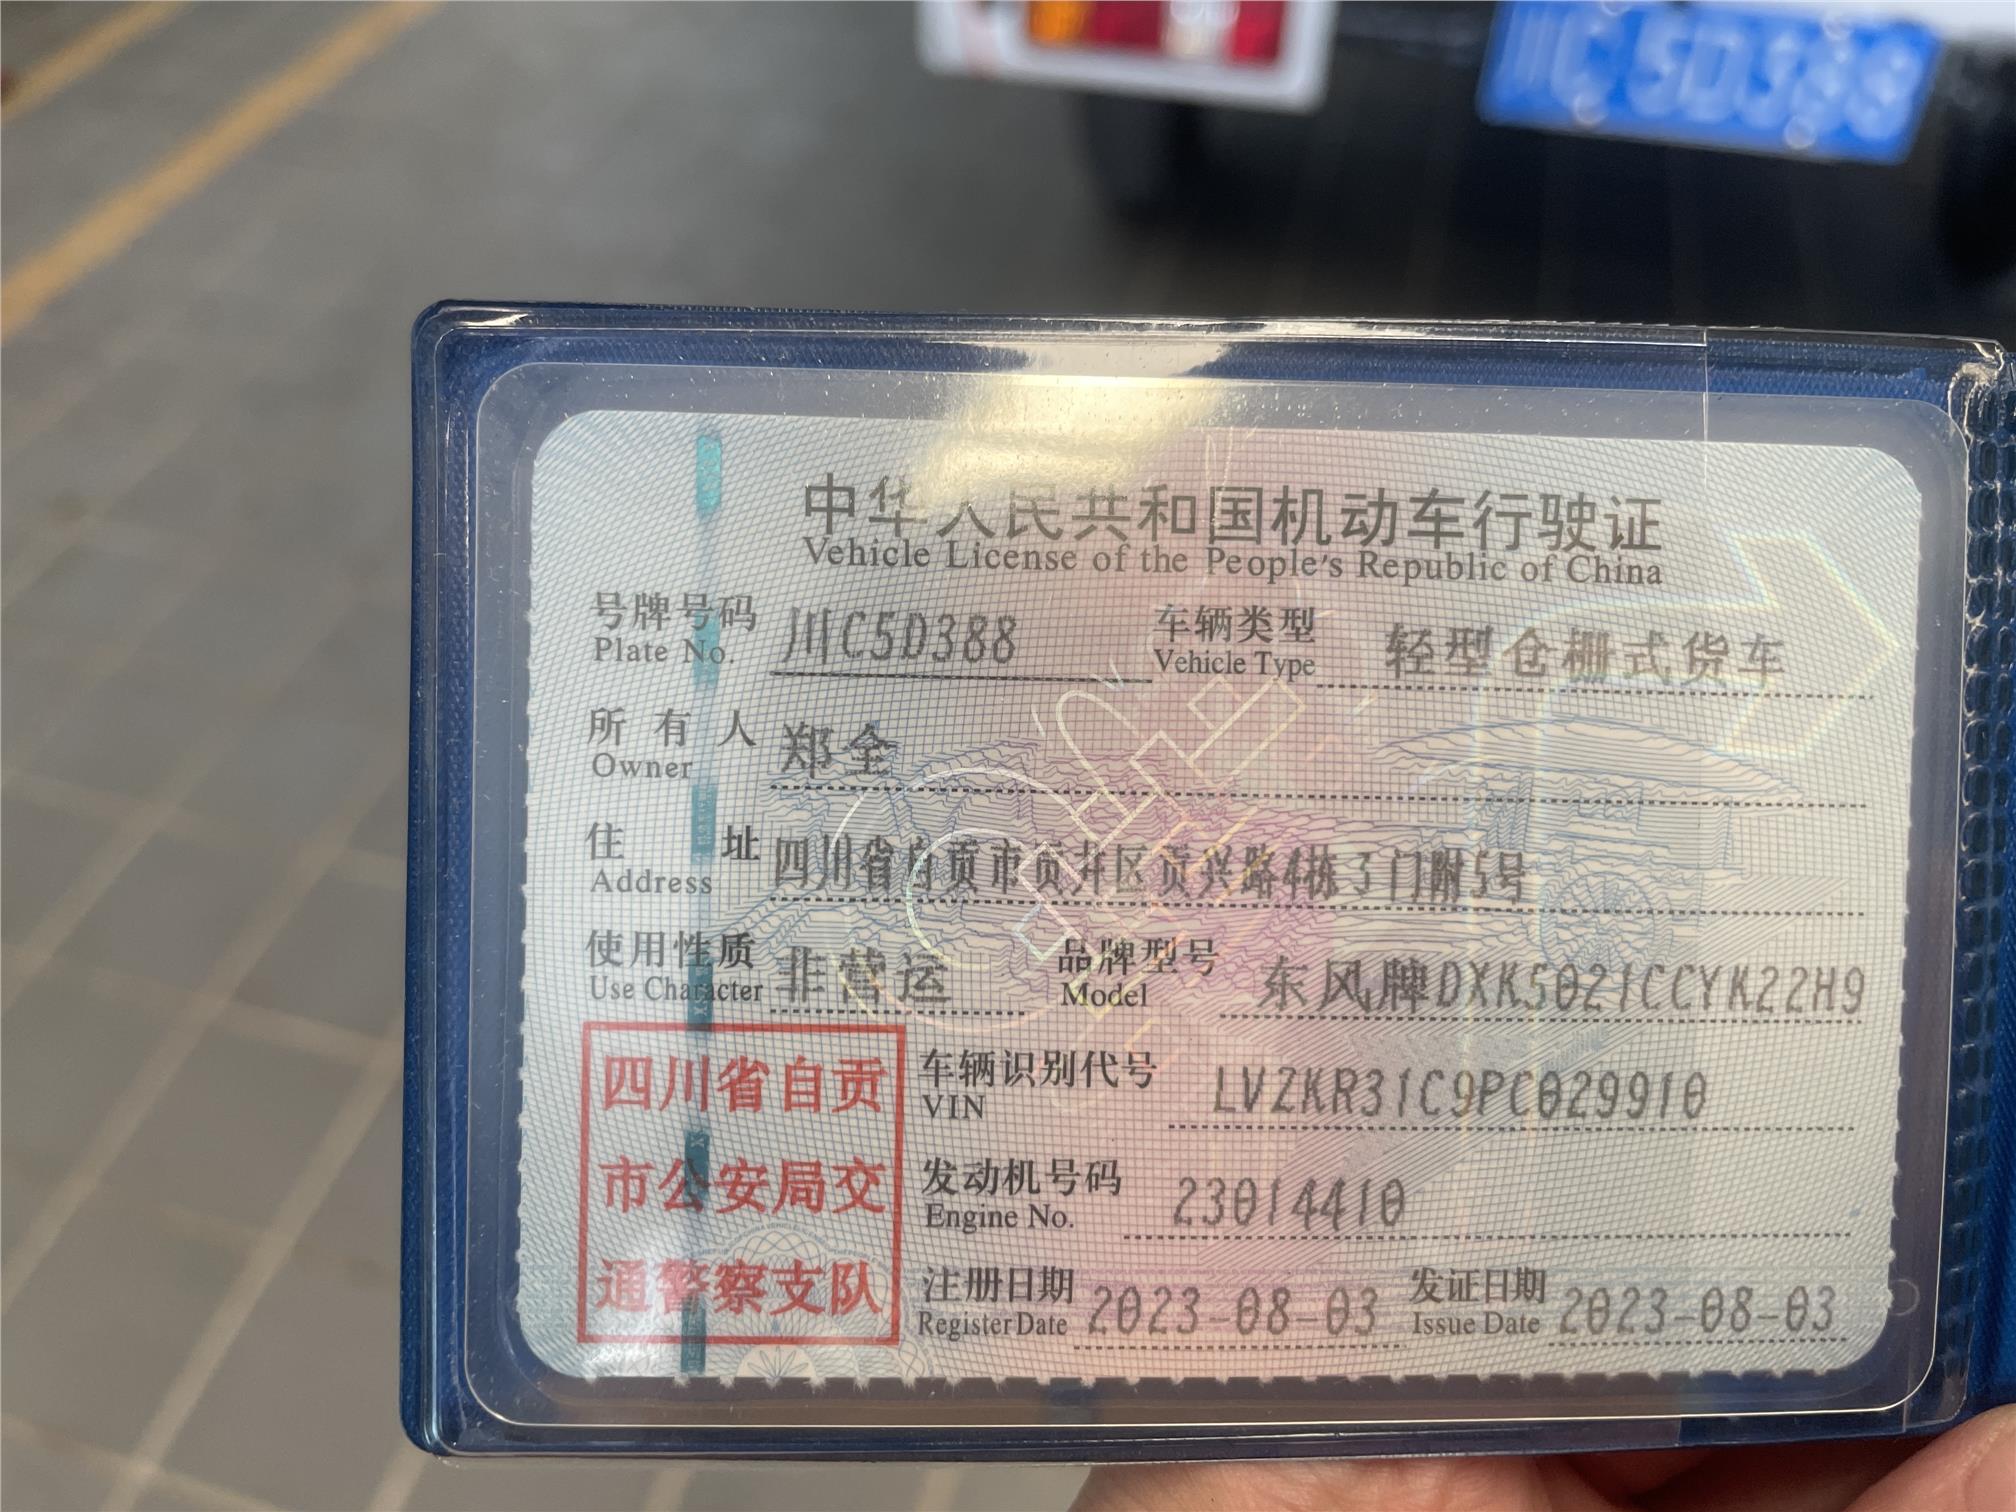 川C·5D388
中华人民共和国机动车行驶证
Vehicle License of the People's Republic of China
号牌号码 川C5D388 车辆类型 轻型仓栅式货车
Plate No. Vehicle Type
所有人 郑全
Owner
住址 四川省自贡市贡井区贡兴路4栋3门附5号
Address
使用性质 非营运 品牌型号 东风牌DXK5021CCYK22H9
Use Character Model
四川省自贡
市公安局交
通警察支队
车辆识别代号 LVZKR31C9PC029910
VIN
发动机号码 23014410
Engine No.
注册日期 2023-08-03 发证日期 2023-08-03
Register Date Issue Date